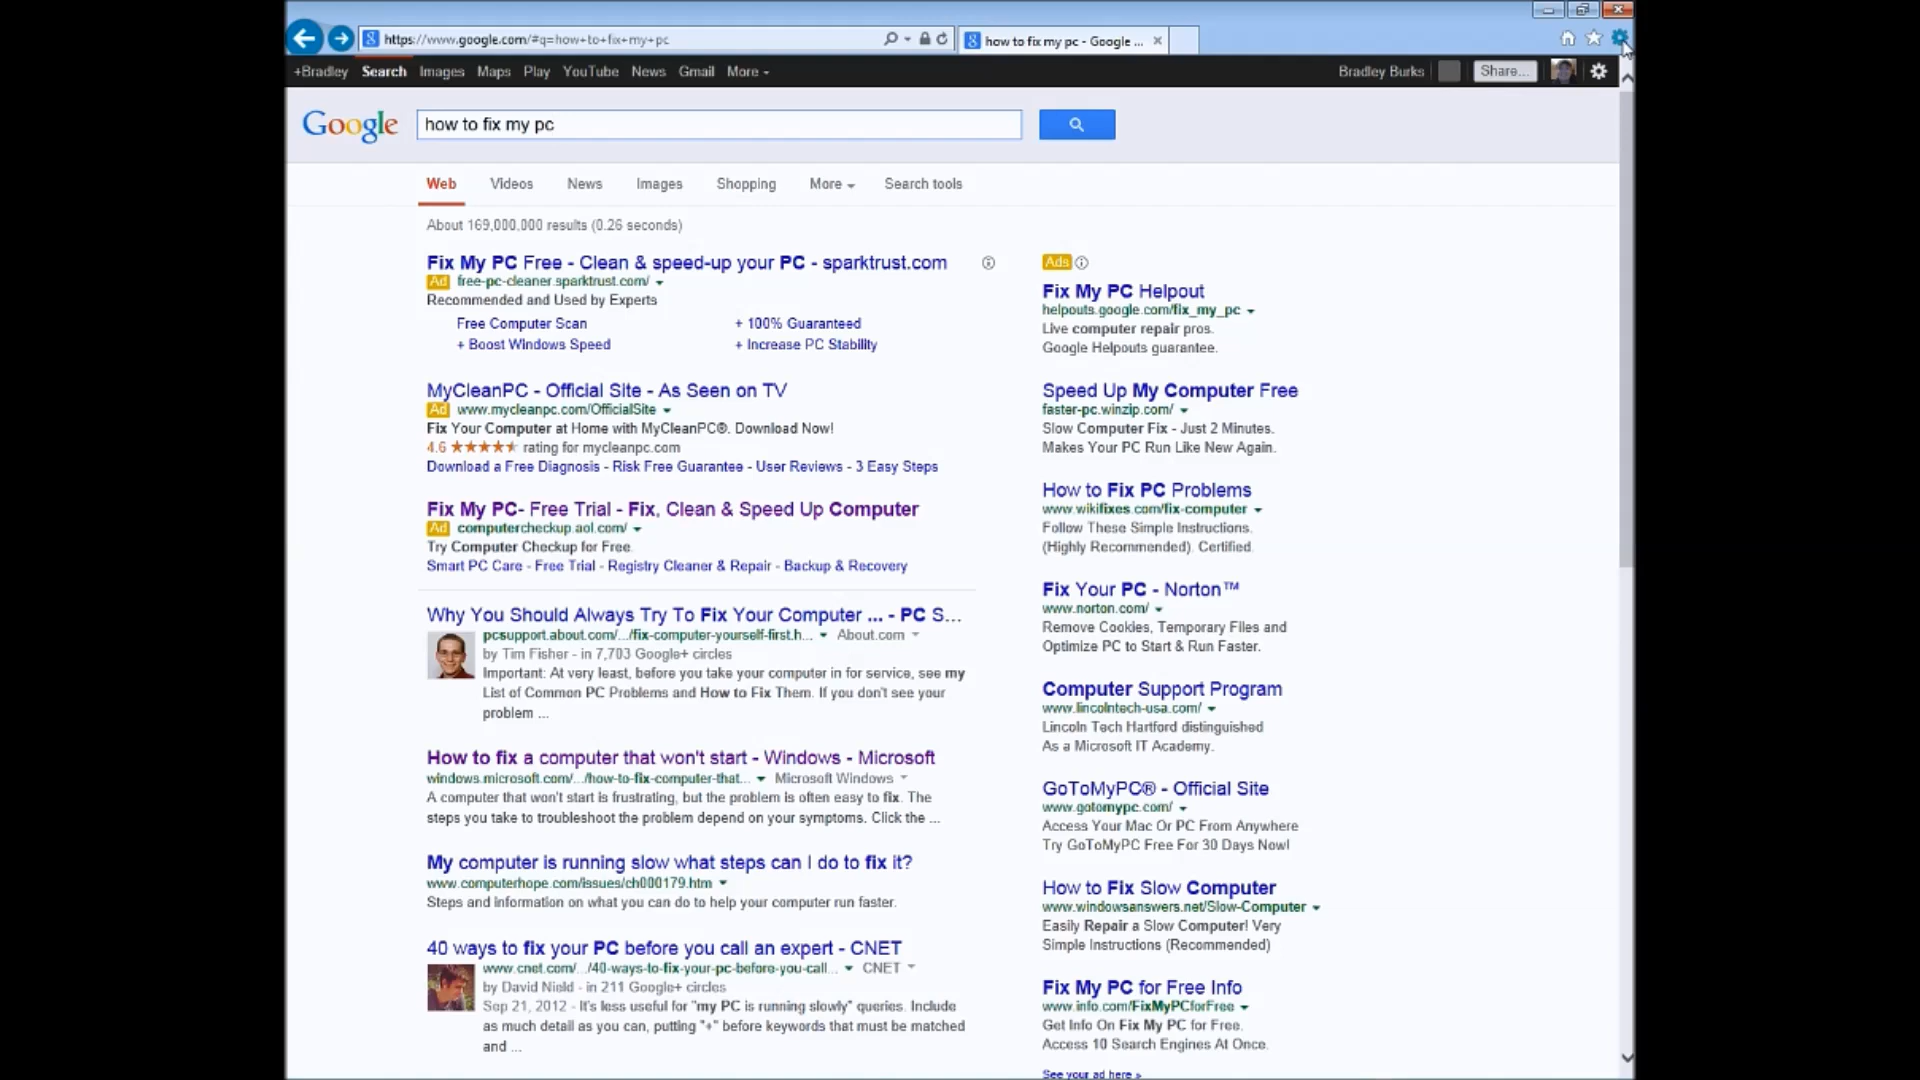 https://www.google.com/#q=how+to+fix+my+pc
how to fix my pc - Google ...
+Bradley Search Images Maps Play YouTube News Gmail More
Bradley Burks Share...
Google
how to fix my pc
Web Videos News Images Shopping More Search tools
About 169,000,000 results (0.26 seconds)
Fix My PC Free - Clean & speed-up your PC - sparktrust.com
Ad free-pc-cleaner.sparktrust.com/
Recommended and Used by Experts
Free Computer Scan + 100% Guaranteed
+ Boost Windows Speed + Increase PC Stability
MyCleanPC - Official Site - As Seen on TV
Ad www.mycleanpc.com/OfficialSite
Fix Your Computer at Home with MyCleanPC®. Download Now!
4.6 ★★★★★ rating for mycleanpc.com
Download a Free Diagnosis - Risk Free Guarantee - User Reviews - 3 Easy Steps
Fix My PC- Free Trial - Fix, Clean & Speed Up Computer
Ad computercheckup.aol.com/
Try Computer Checkup for Free.
Smart PC Care - Free Trial - Registry Cleaner & Repair - Backup & Recovery
Why You Should Always Try To Fix Your Computer ... - PC S...
pcsupport.about.com/.../fix-computer-yourself-first.h... About.com
by Tim Fisher - in 7,703 Google+ circles
Important: At very least, before you take your computer in for service, see my
List of Common PC Problems and How to Fix Them. If you don't see your
problem ...
How to fix a computer that won't start - Windows - Microsoft
windows.microsoft.com/.../how-to-fix-computer-that... Microsoft Windows
A computer that won't start is frustrating, but the problem is often easy to fix. The
steps you take to troubleshoot the problem depend on your symptoms. Click the ...
My computer is running slow what steps can I do to fix it?
www.computerhope.com/issues/ch000179.htm
Steps and information on what you can do to help your computer run faster.
40 ways to fix your PC before you call an expert - CNET
www.cnet.com/.../40-ways-to-fix-your-pc-before-you-call... CNET
by David Nield - in 211 Google+ circles
Sep 21, 2012 - It's less useful for "my PC is running slowly" queries. Include
as much detail as you can, putting "+" before keywords that must be matched
and ...
Ads
Fix My PC Helpout
helpouts.google.com/fix_my_pc
Live computer repair pros.
Google Helpouts guarantee.
Speed Up My Computer Free
faster-pc.winzip.com/
Slow Computer Fix - Just 2 Minutes.
Makes Your PC Run Like New Again.
How to Fix PC Problems
www.wikifixes.com/fix-computer
Follow These Simple Instructions.
(Highly Recommended). Certified.
Fix Your PC - Norton™
www.norton.com/
Remove Cookies, Temporary Files and
Optimize PC to Start & Run Faster.
Computer Support Program
www.lincolntech-usa.com/
Lincoln Tech Hartford distinguished
As a Microsoft IT Academy.
GoToMyPC® - Official Site
www.gotomypc.com/
Access Your Mac Or PC From Anywhere
Try GoToMyPC Free For 30 Days Now!
How to Fix Slow Computer
www.windowsanswers.net/Slow-Computer
Easily Repair a Slow Computer! Very
Simple Instructions (Recommended)
Fix My PC for Free Info
www.info.com/FixMyPCforFree
Get Info On Fix My PC for Free.
Access 10 Search Engines At Once.
See your ad here »